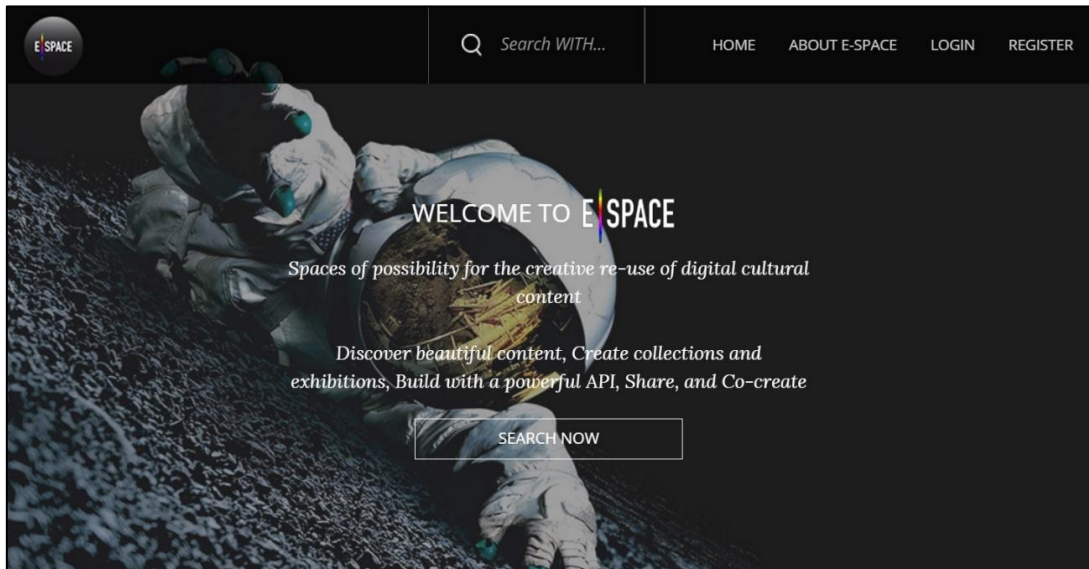 E|SPACE
Search WITH...
HOME
ABOUT E-SPACE
LOGIN
REGISTER
WELCOME TO E|SPACE
Spaces of possibility for the creative re-use of digital cultural
content
Discover beautiful content, Create collections and
exhibitions, Build with a powerful API, Share, and Co-create
SEARCH NOW